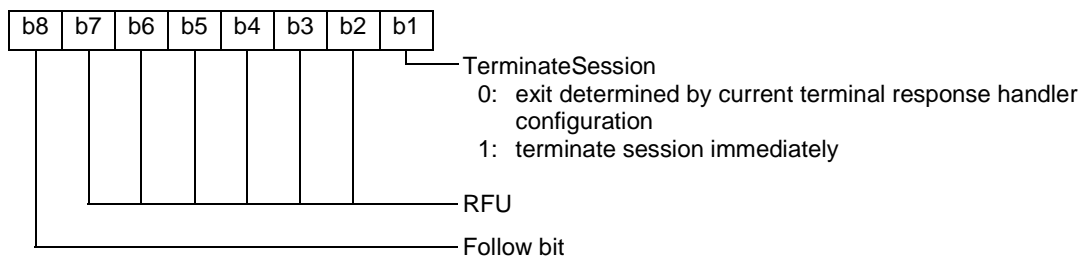 b8 b7 b6 b5 b4 b3 b2 b1
TerminateSession
0: exit determined by current terminal response handler
configuration
1: terminate session immediately
RFU
Follow bit